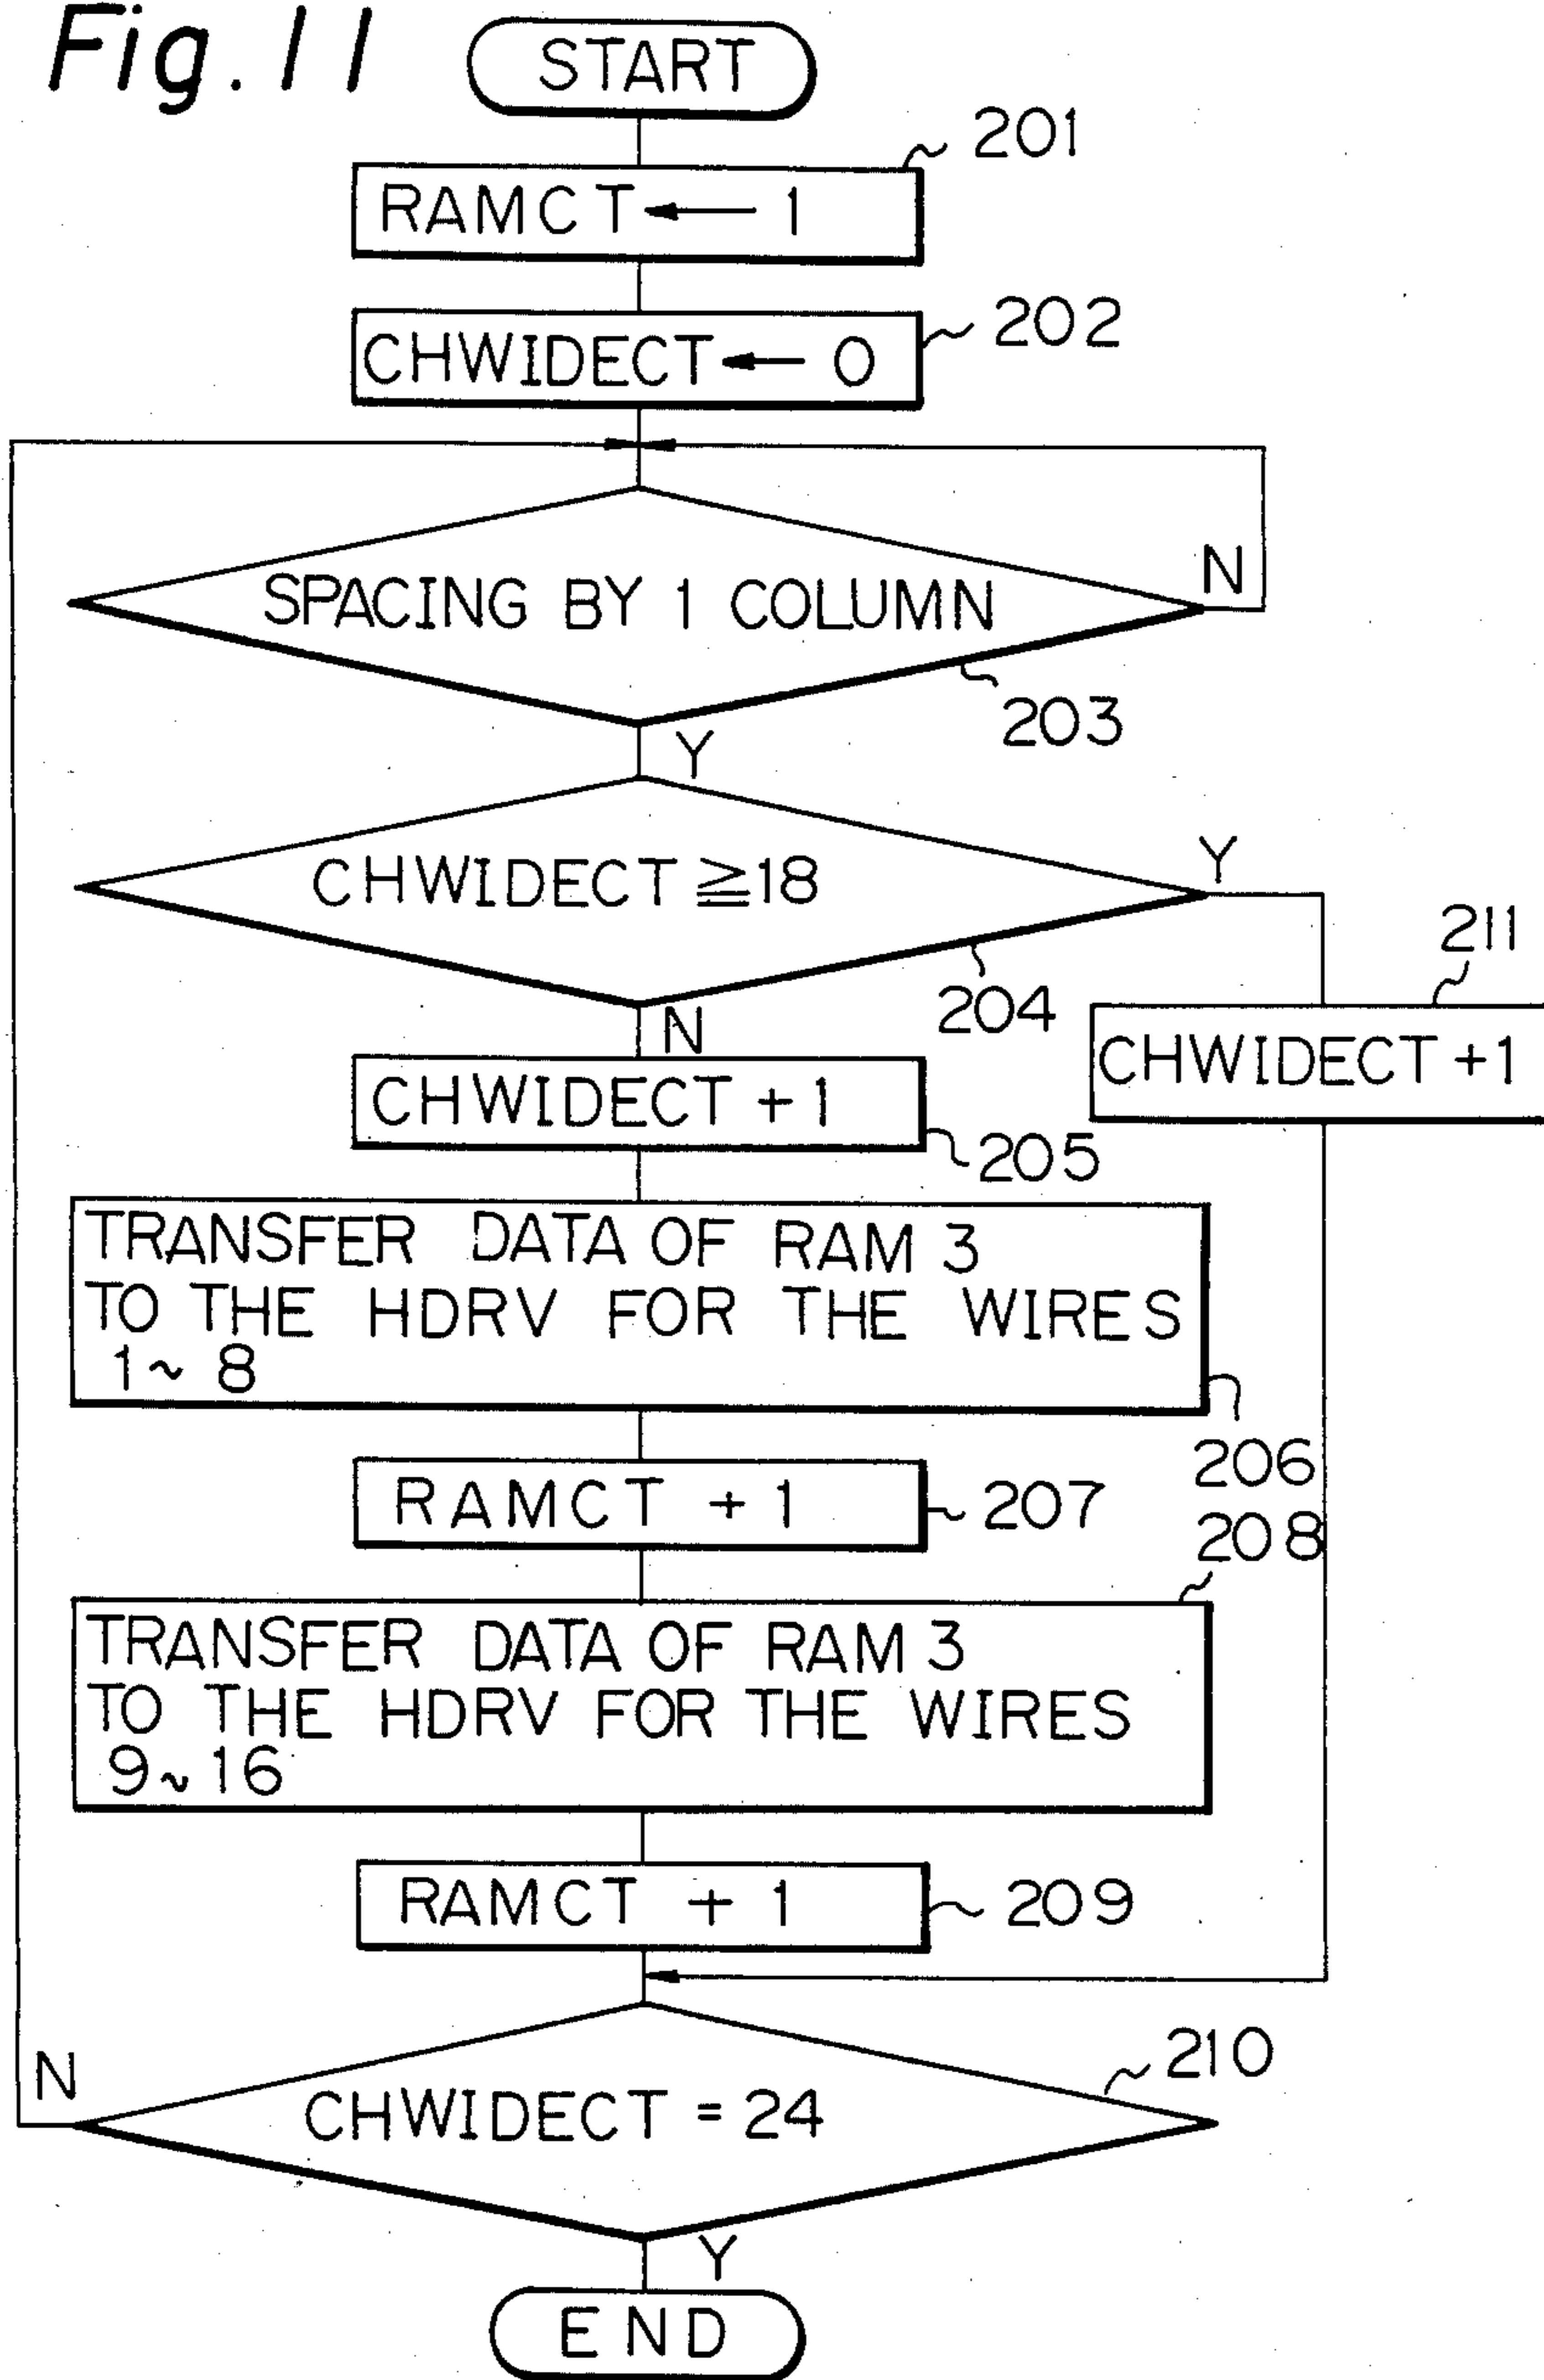 Fig. 11
START
201
RAMCT ← 1
202
CHWIDECT ← 0
SPACING BY 1 COLUMN
N
203
Y
CHWIDECT ≧ 18
Y
204
N
211
CHWIDECT + 1
CHWIDECT + 1
205
TRANSFER DATA OF RAM 3
TO THE HDRV FOR THE WIRES
1 ~ 8
206
RAMCT + 1
207
208
TRANSFER DATA OF RAM 3
TO THE HDRV FOR THE WIRES
9 ~ 16
RAMCT + 1
209
N
210
CHWIDECT = 24
Y
END